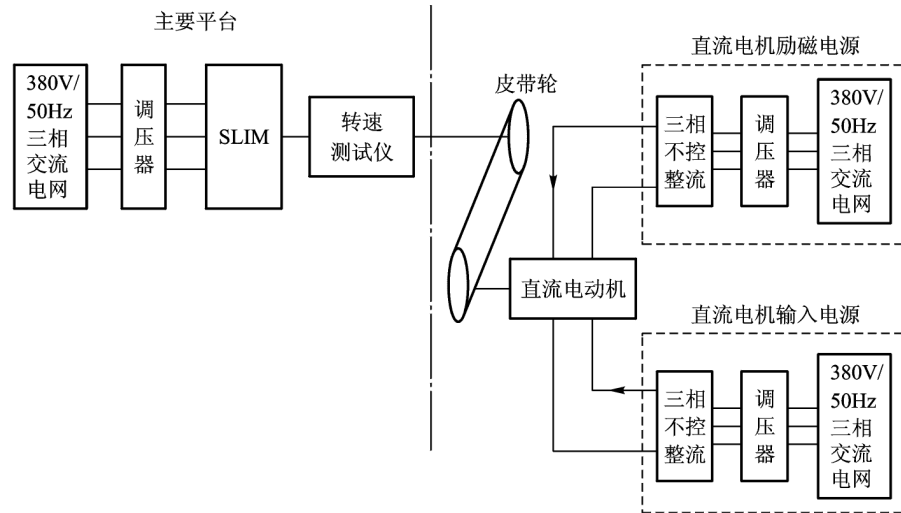 主要平台
380V/
50Hz
三相
交流
电网
调
压
器
SLIM
转速
测试仪
皮带轮
直流电动机
直流电机励磁电源
三相
不控
整流
调
压
器
380V/
50Hz
三相
交流
电网
直流电机输入电源
三相
不控
整流
调
压
器
380V/
50Hz
三相
交流
电网